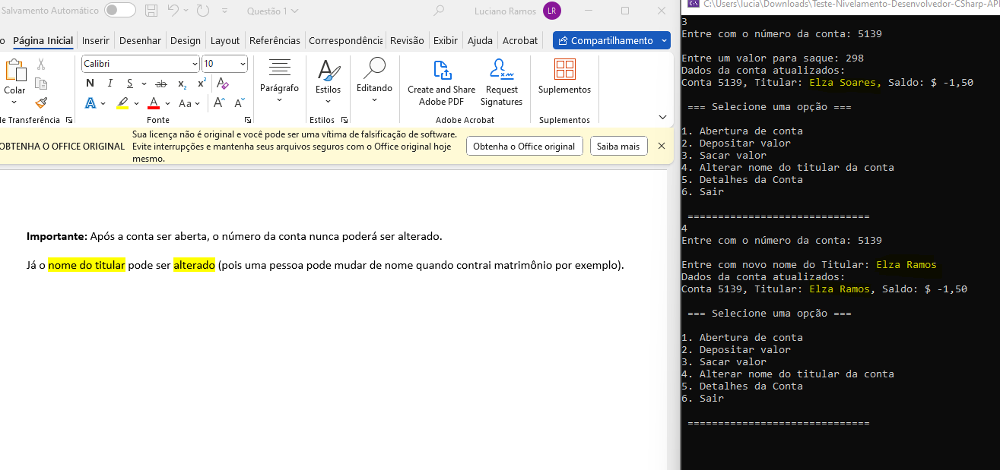 Salvamento Automático
Questão 1
Luciano Ramos
LR
Página Inicial
Inserir
Desenhar
Design
Layout
Referências
Correspondência
Revisão
Exibir
Ajuda
Acrobat
Compartilhamento
Colar
Calibri
10
N I S ab x₂ x² A
A A Aa A A
Parágrafo
Estilos
Editando
Create and Share
Adobe PDF
Request
Signatures
Suplementos
de Transferência
Fonte
Estilos
Adobe Acrobat
Suplementos
OBTENHA O OFFICE ORIGINAL
Sua licença não é original e você pode ser uma vítima de falsificação de software.
Evite interrupções e mantenha seus arquivos seguros com o Office original hoje
mesmo.
Obtenha o Office original
Saiba mais
Importante: Após a conta ser aberta, o número da conta nunca poderá ser alterado.
Já o nome do titular pode ser alterado (pois uma pessoa pode mudar de nome quando contrai matrimônio por exemplo).
C:\Users\lucia\Downloads\Teste-Nivelamento-Desenvolvedor-CSharp-AP
3
Entre com o número da conta: 5139
Entre um valor para saque: 298
Dados da conta atualizados:
Conta 5139, Titular: Elza Soares, Saldo: $ -1,50
=== Selecione uma opção ===
1. Abertura de conta
2. Depositar valor
3. Sacar valor
4. Alterar nome do titular da conta
5. Detalhes da Conta
6. Sair
==============================
4
Entre com o número da conta: 5139
Entre com novo nome do Titular: Elza Ramos
Dados da conta atualizados:
Conta 5139, Titular: Elza Ramos, Saldo: $ -1,50
=== Selecione uma opção ===
1. Abertura de conta
2. Depositar valor
3. Sacar valor
4. Alterar nome do titular da conta
5. Detalhes da Conta
6. Sair
==============================